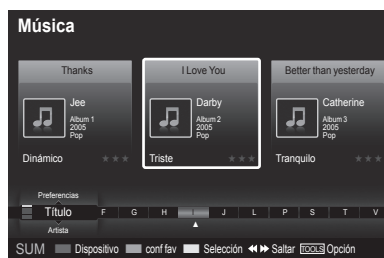 Música
Thanks
I Love You
Better than yesterday
Jee
Album 1
2005
Pop
Darby
Album 2
2005
Pop
Catherine
Album 3
2005
Pop
Dinámico
Triste
Tranquilo
Preferencias
Título F G H I J L P S T V
Artista
SUM Dispositivo conf fav Selección Saltar TOOLS Opción